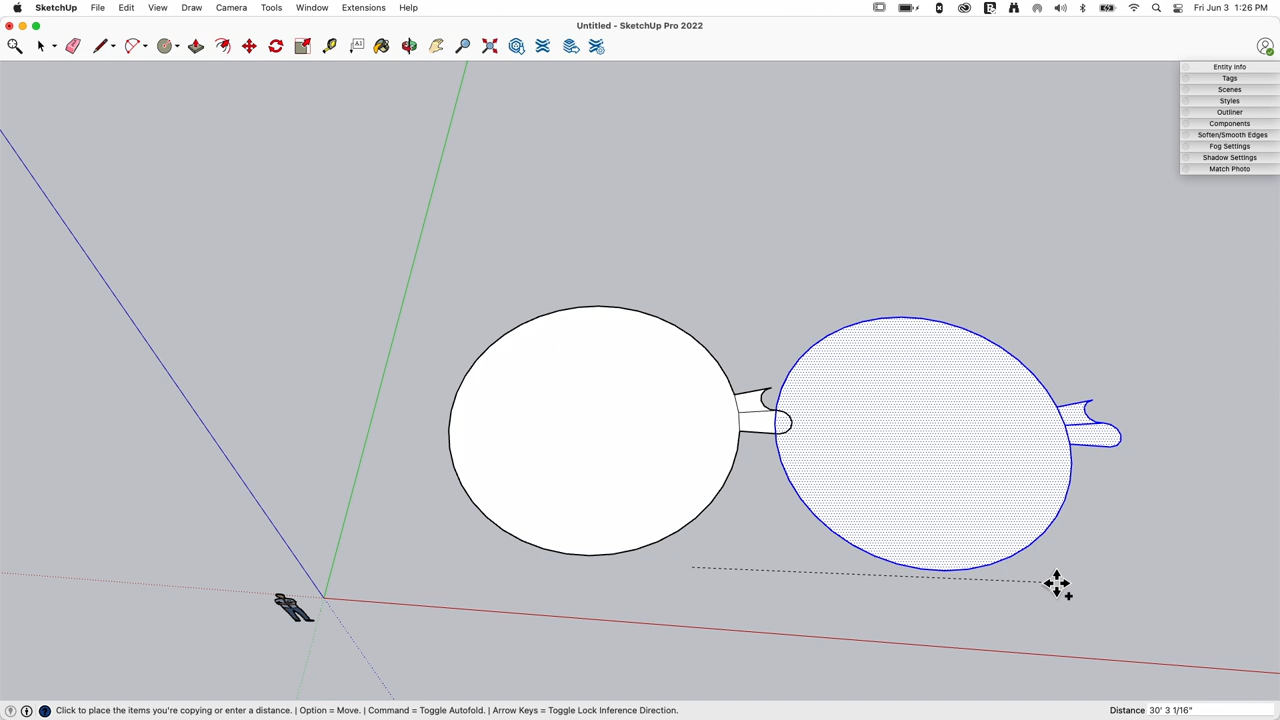 SketchUp File Edit View Draw Camera Tools Window Extensions Help Fri Jun 3 1:26 PM
Untitled - SketchUp Pro 2022
A1
Entity Info
Tags
Scenes
Styles
Outliner
Components
Soften/Smooth Edges
Fog Settings
Shadow Settings
Match Photo
Click to place the items you're copying or enter a distance. | Option = Move. | Command = Toggle Autofold. | Arrow Keys = Toggle Lock Inference Direction. Distance 30' 3 1/16"